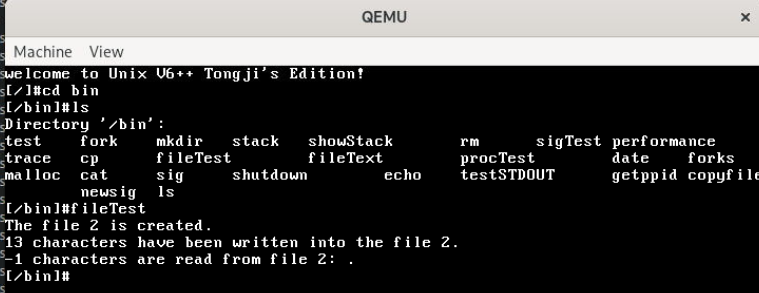 QEMU ×
Machine View
welcome to Unix V6++ Tongji's Edition!
[/]#cd bin
[/bin]#ls
Directory '/bin':
test fork mkdir stack showStack rm sigTest performance
trace cp fileTest fileText procTest date forks
malloc cat sig shutdown echo testSTDOUT getppid copyfile
newsig ls
[/bin]#fileTest
The file 2 is created.
13 characters have been written into the file 2.
-1 characters are read from file 2: .
[/bin]#